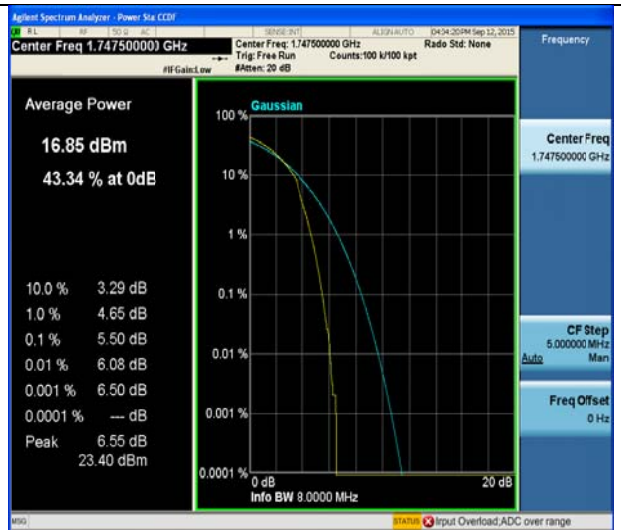 Agilent Spectrum Analyzer - Power Stat CCDF
RL RF 50 Ω AC SENSE:INT ALIGNAUTO 04:04:20PM Sep 12, 2015
Center Freq 1.747500000 GHz
Center Freq: 1.747500000 GHz Radio Std: None
Trig: Free Run Counts:100 k/100 kpt
#IFGain:Low #Atten: 20 dB
Frequency
Average Power
16.85 dBm
43.34 % at 0dB
10.0 % 3.29 dB
1.0 % 4.65 dB
0.1 % 5.50 dB
0.01 % 6.08 dB
0.001 % 6.50 dB
0.0001 % --- dB
Peak 6.55 dB
23.40 dBm
Gaussian
100 %
10 %
1 %
0.1 %
0.01 %
0.001 %
0.0001 %
0 dB 20 dB
Info BW 8.0000 MHz
Center Freq
1.747500000 GHz
CF Step
5.000000 MHz
Auto Man
Freq Offset
0 Hz
MSG STATUS Input Overload;ADC over range